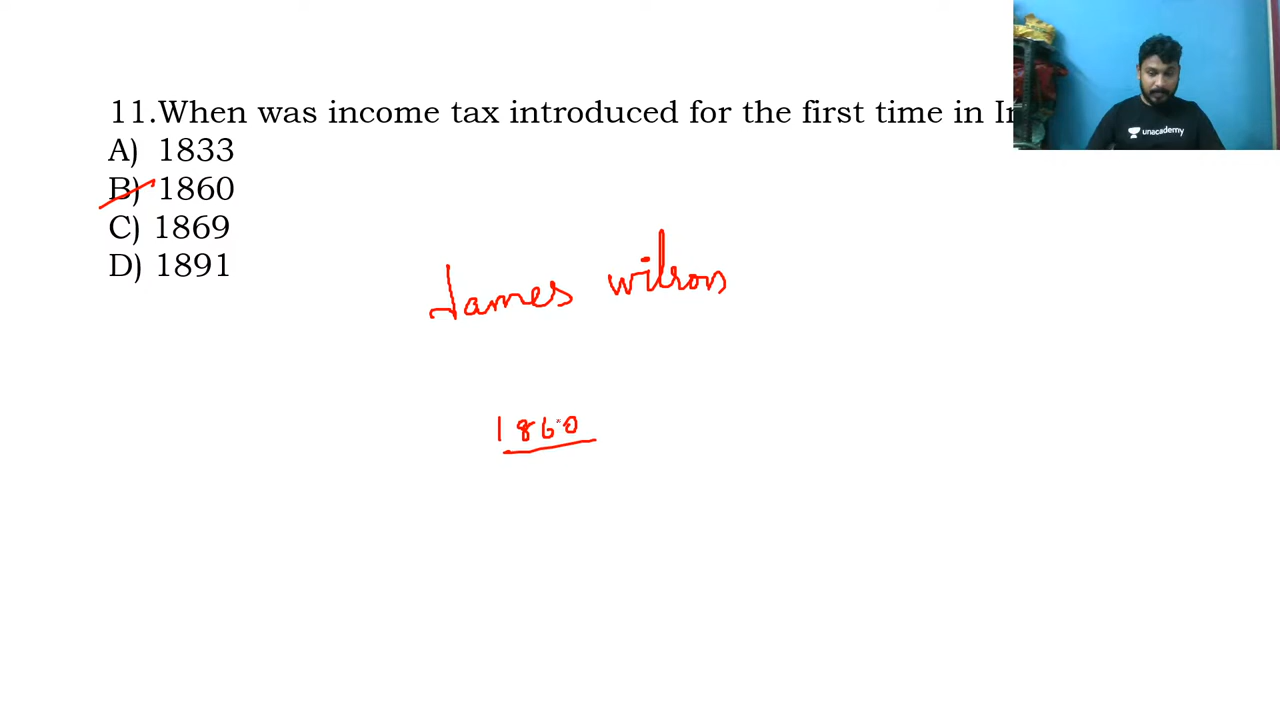 11.When was income tax introduced for the first time in
A) 1833
B) 1860
C) 1869
D) 1891
James wilson
1860
unacademy